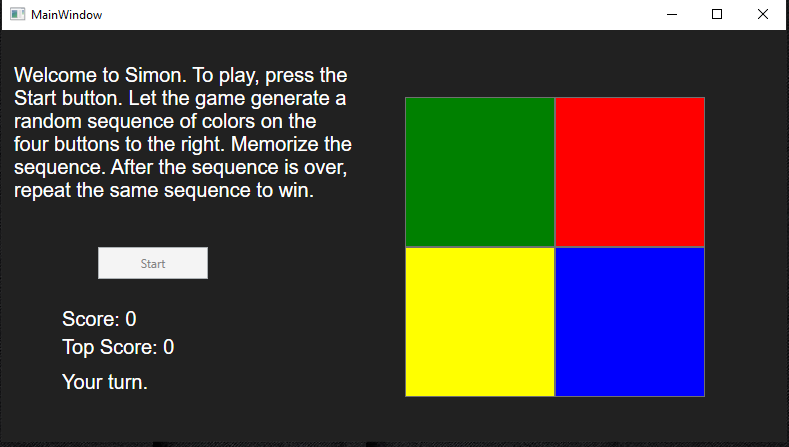 MainWindow
Welcome to Simon. To play, press the
Start button. Let the game generate a
random sequence of colors on the
four buttons to the right. Memorize the
sequence. After the sequence is over,
repeat the same sequence to win.
Start
Score: 0
Top Score: 0
Your turn.